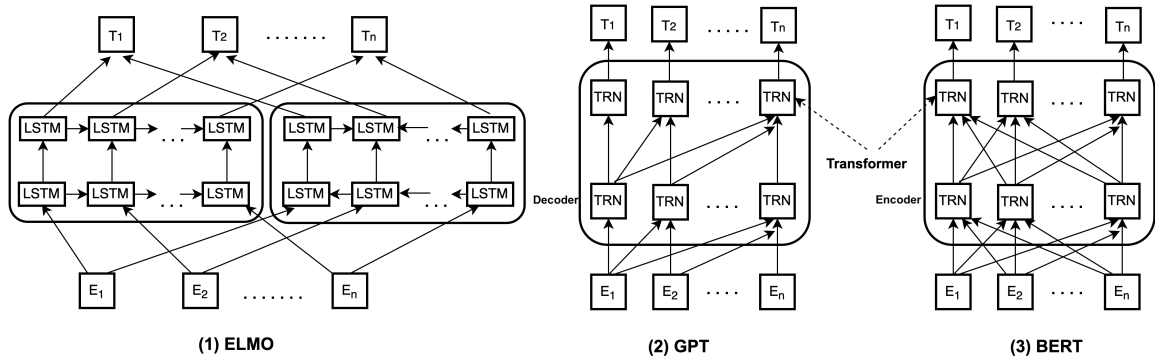 T1 T2 ....... Tn
LSTM LSTM ... LSTM LSTM LSTM ... LSTM
LSTM LSTM ... LSTM LSTM LSTM ... LSTM
E1 E2 ....... En
(1) ELMO
T1 T2 ..... Tn
TRN TRN .... TRN
Decoder TRN TRN .... TRN
E1 E2 .... En
(2) GPT
Transformer
T1 T2 .... Tn
TRN TRN .... TRN
Encoder TRN TRN .... TRN
E1 E2 .... En
(3) BERT